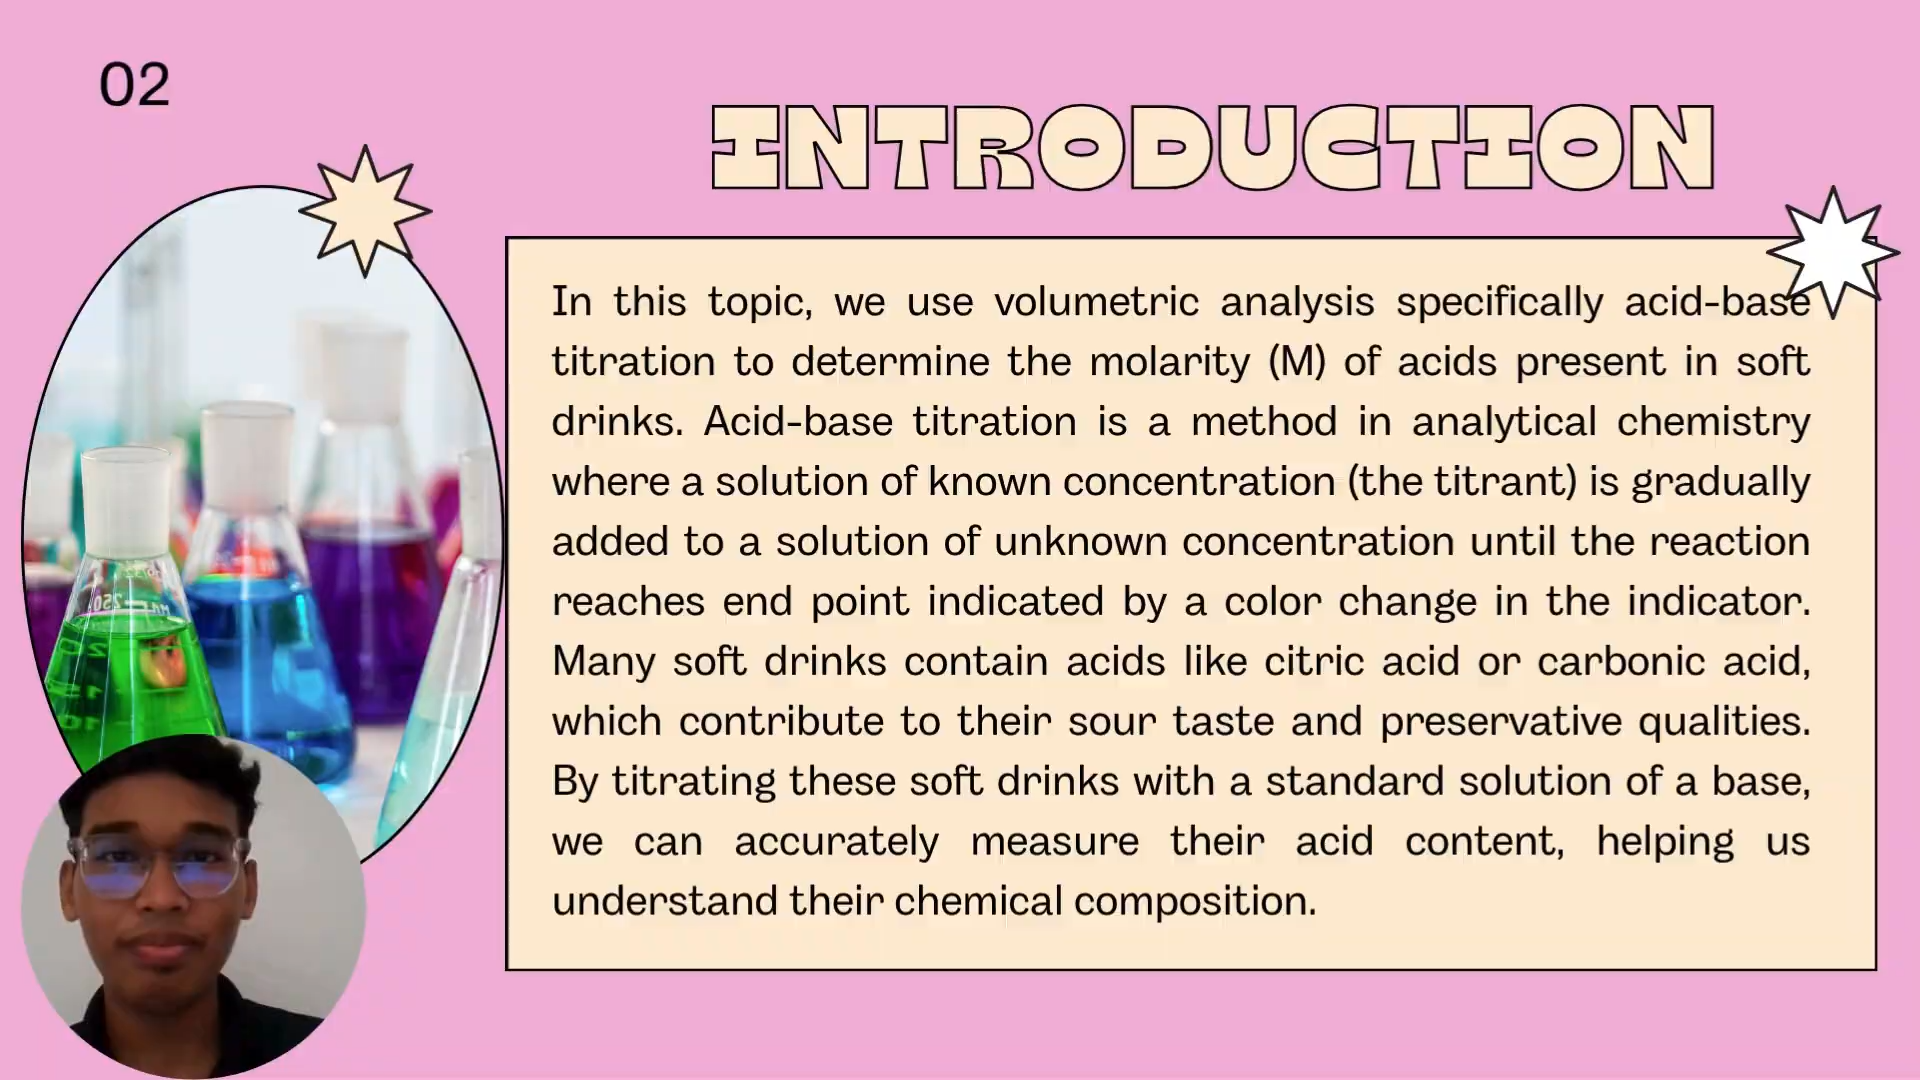 02
INTRODUCTION
In this topic, we use volumetric analysis specifically acid-base
titration to determine the molarity (M) of acids present in soft
drinks. Acid-base titration is a method in analytical chemistry
where a solution of known concentration (the titrant) is gradually
added to a solution of unknown concentration until the reaction
reaches end point indicated by a color change in the indicator.
Many soft drinks contain acids like citric acid or carbonic acid,
which contribute to their sour taste and preservative qualities.
By titrating these soft drinks with a standard solution of a base,
we can accurately measure their acid content, helping us
understand their chemical composition.